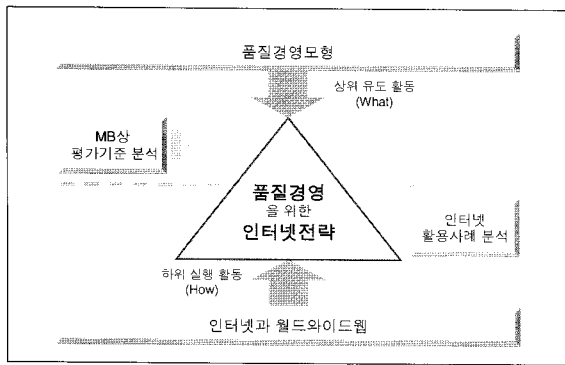 품질경영모형
상위 유도 활동
(What)
MB상
평가기준 분석
품질경영
을 위한
인터넷전략
인터넷
활용사례 분석
하위 실행 활동
(How)
인터넷과 월드와이드웹